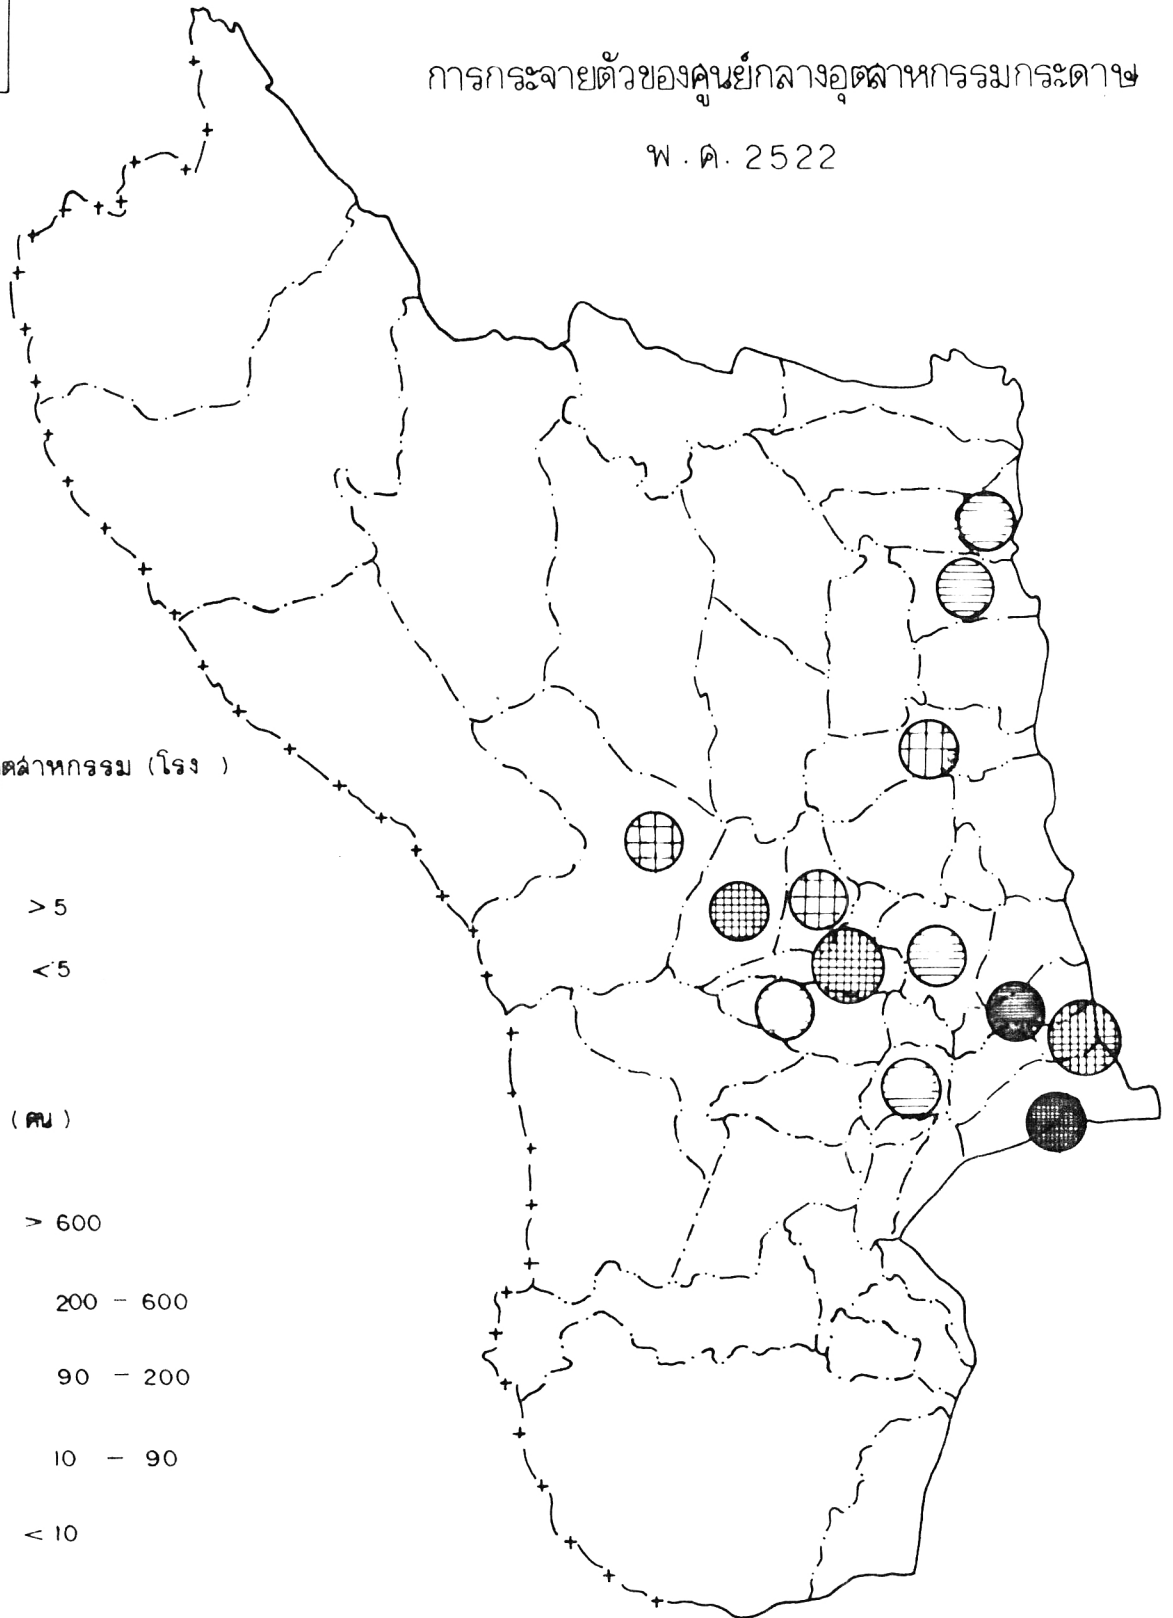 การกระจายตัวของศูนย์กลางอุตสาหกรรมกระดาษ
พ.ศ. 2522
ตสาหกรรม (โรง )
> 5
< 5
( คน )
> 600
200 - 600
90 - 200
10 - 90
< 10